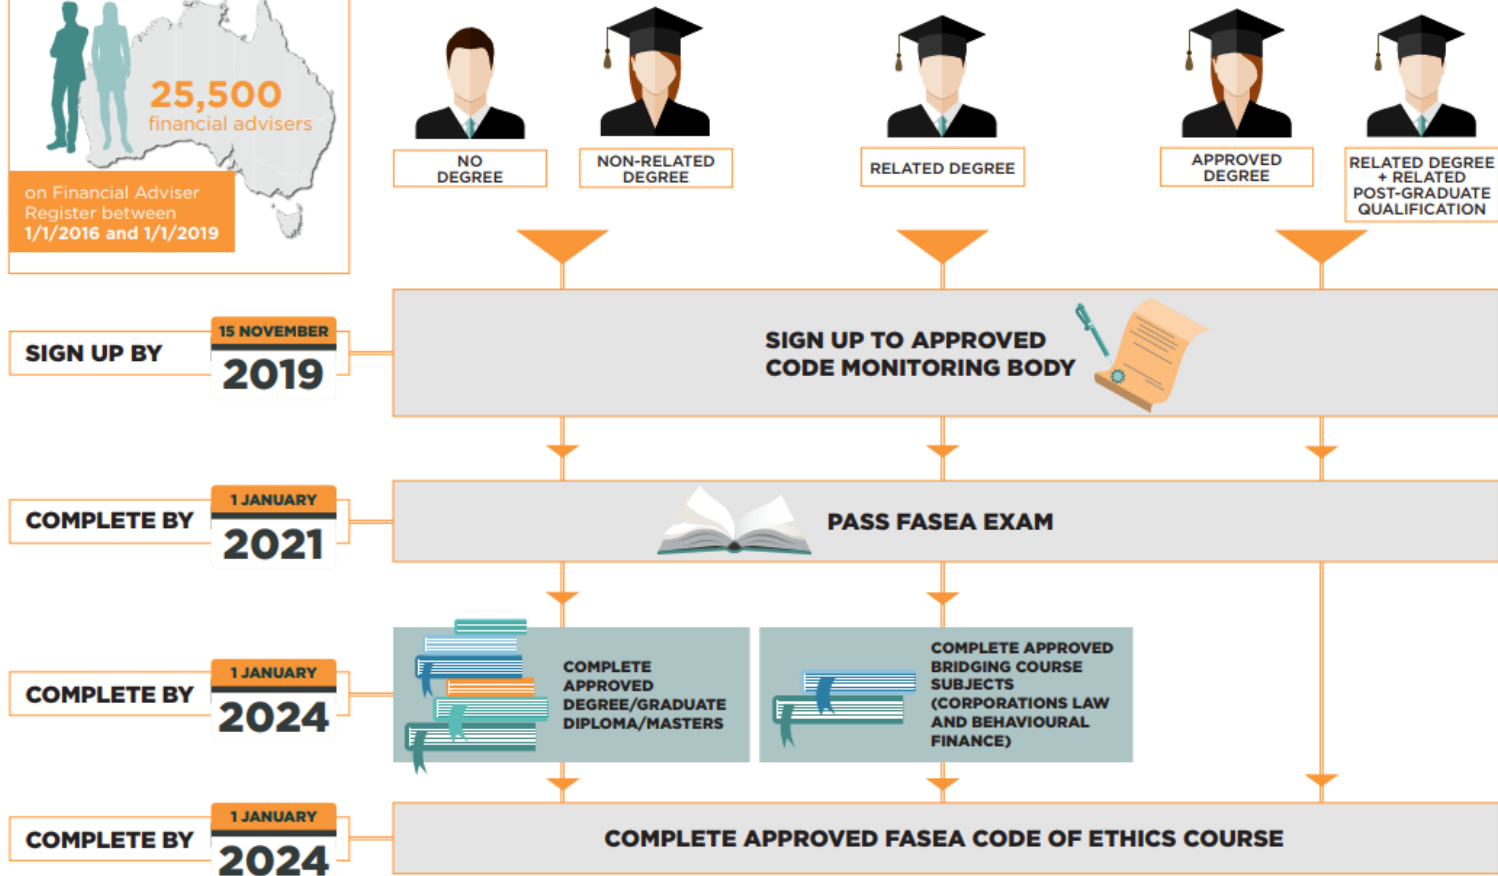 25,500
financial advisers
on Financial Adviser
Register between
1/1/2016 and 1/1/2019
NO
DEGREE
NON-RELATED
DEGREE
RELATED DEGREE
APPROVED
DEGREE
RELATED DEGREE
+ RELATED
POST-GRADUATE
QUALIFICATION
SIGN UP BY
15 NOVEMBER
2019
SIGN UP TO APPROVED
CODE MONITORING BODY
COMPLETE BY
1 JANUARY
2021
PASS FASEA EXAM
COMPLETE BY
1 JANUARY
2024
COMPLETE
APPROVED
DEGREE/GRADUATE
DIPLOMA/MASTERS
COMPLETE APPROVED
BRIDGING COURSE
SUBJECTS
(CORPORATIONS LAW
AND BEHAVIOURAL
FINANCE)
COMPLETE BY
1 JANUARY
2024
COMPLETE APPROVED FASEA CODE OF ETHICS COURSE